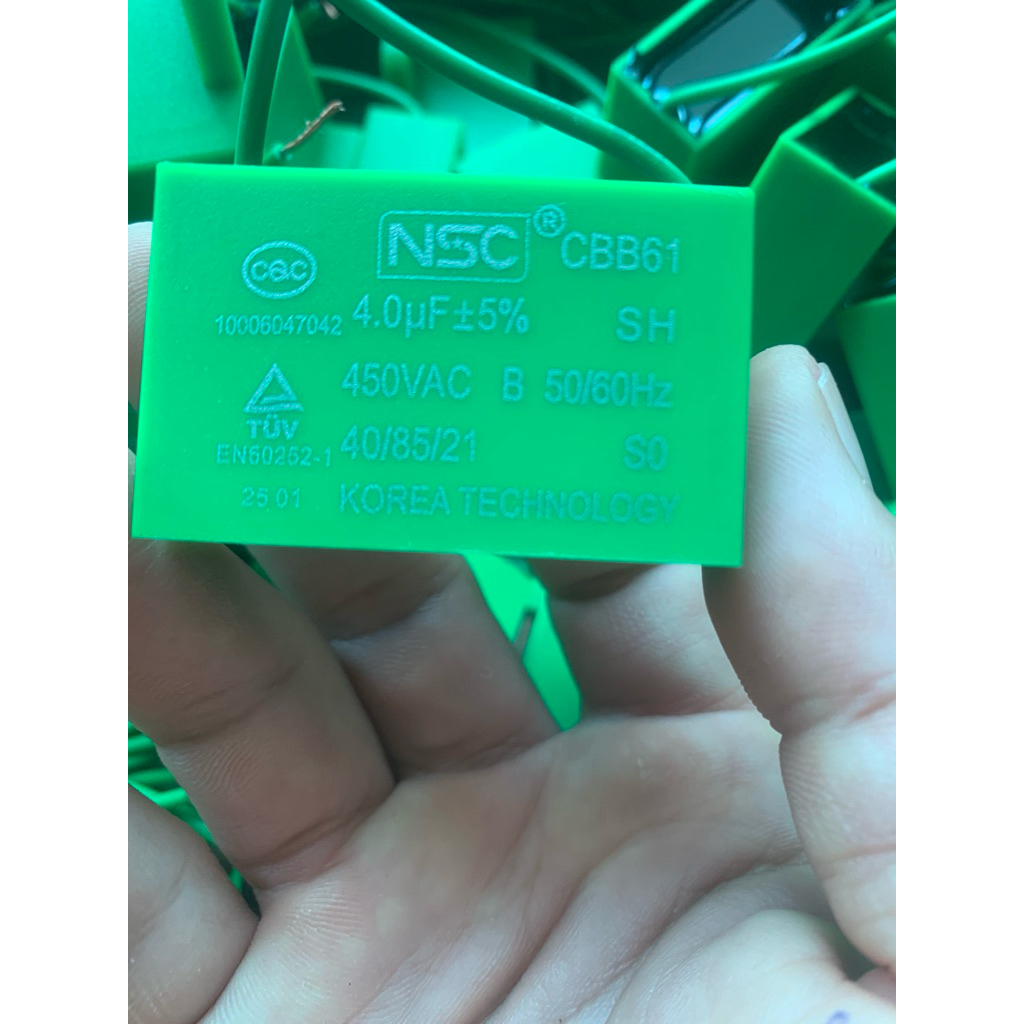 NSC® CBB61
CQC
10006047042 4.0μF±5% SH
450VAC B 50/60Hz
TÜV
EN60252-1 40/85/21 S0
25 01 KOREA TECHNOLOGY